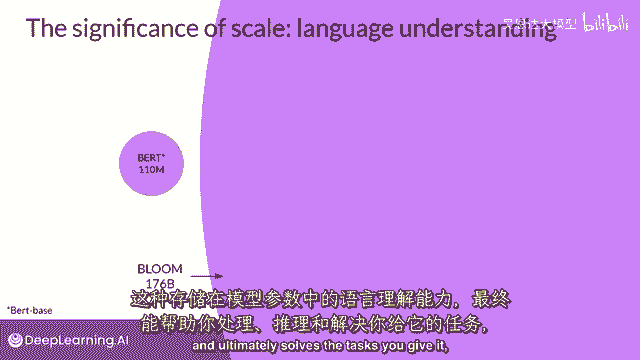 The significance of scale: language understanding
bilibili
BERT*
110M
BLOOM
176B
这种存储在模型参数中的语言理解能力，最终
能帮助你处理、推理和解决你给它的任务，
*Bert-base
DeepLearning.AI
and ultimately solves the tasks you give it,